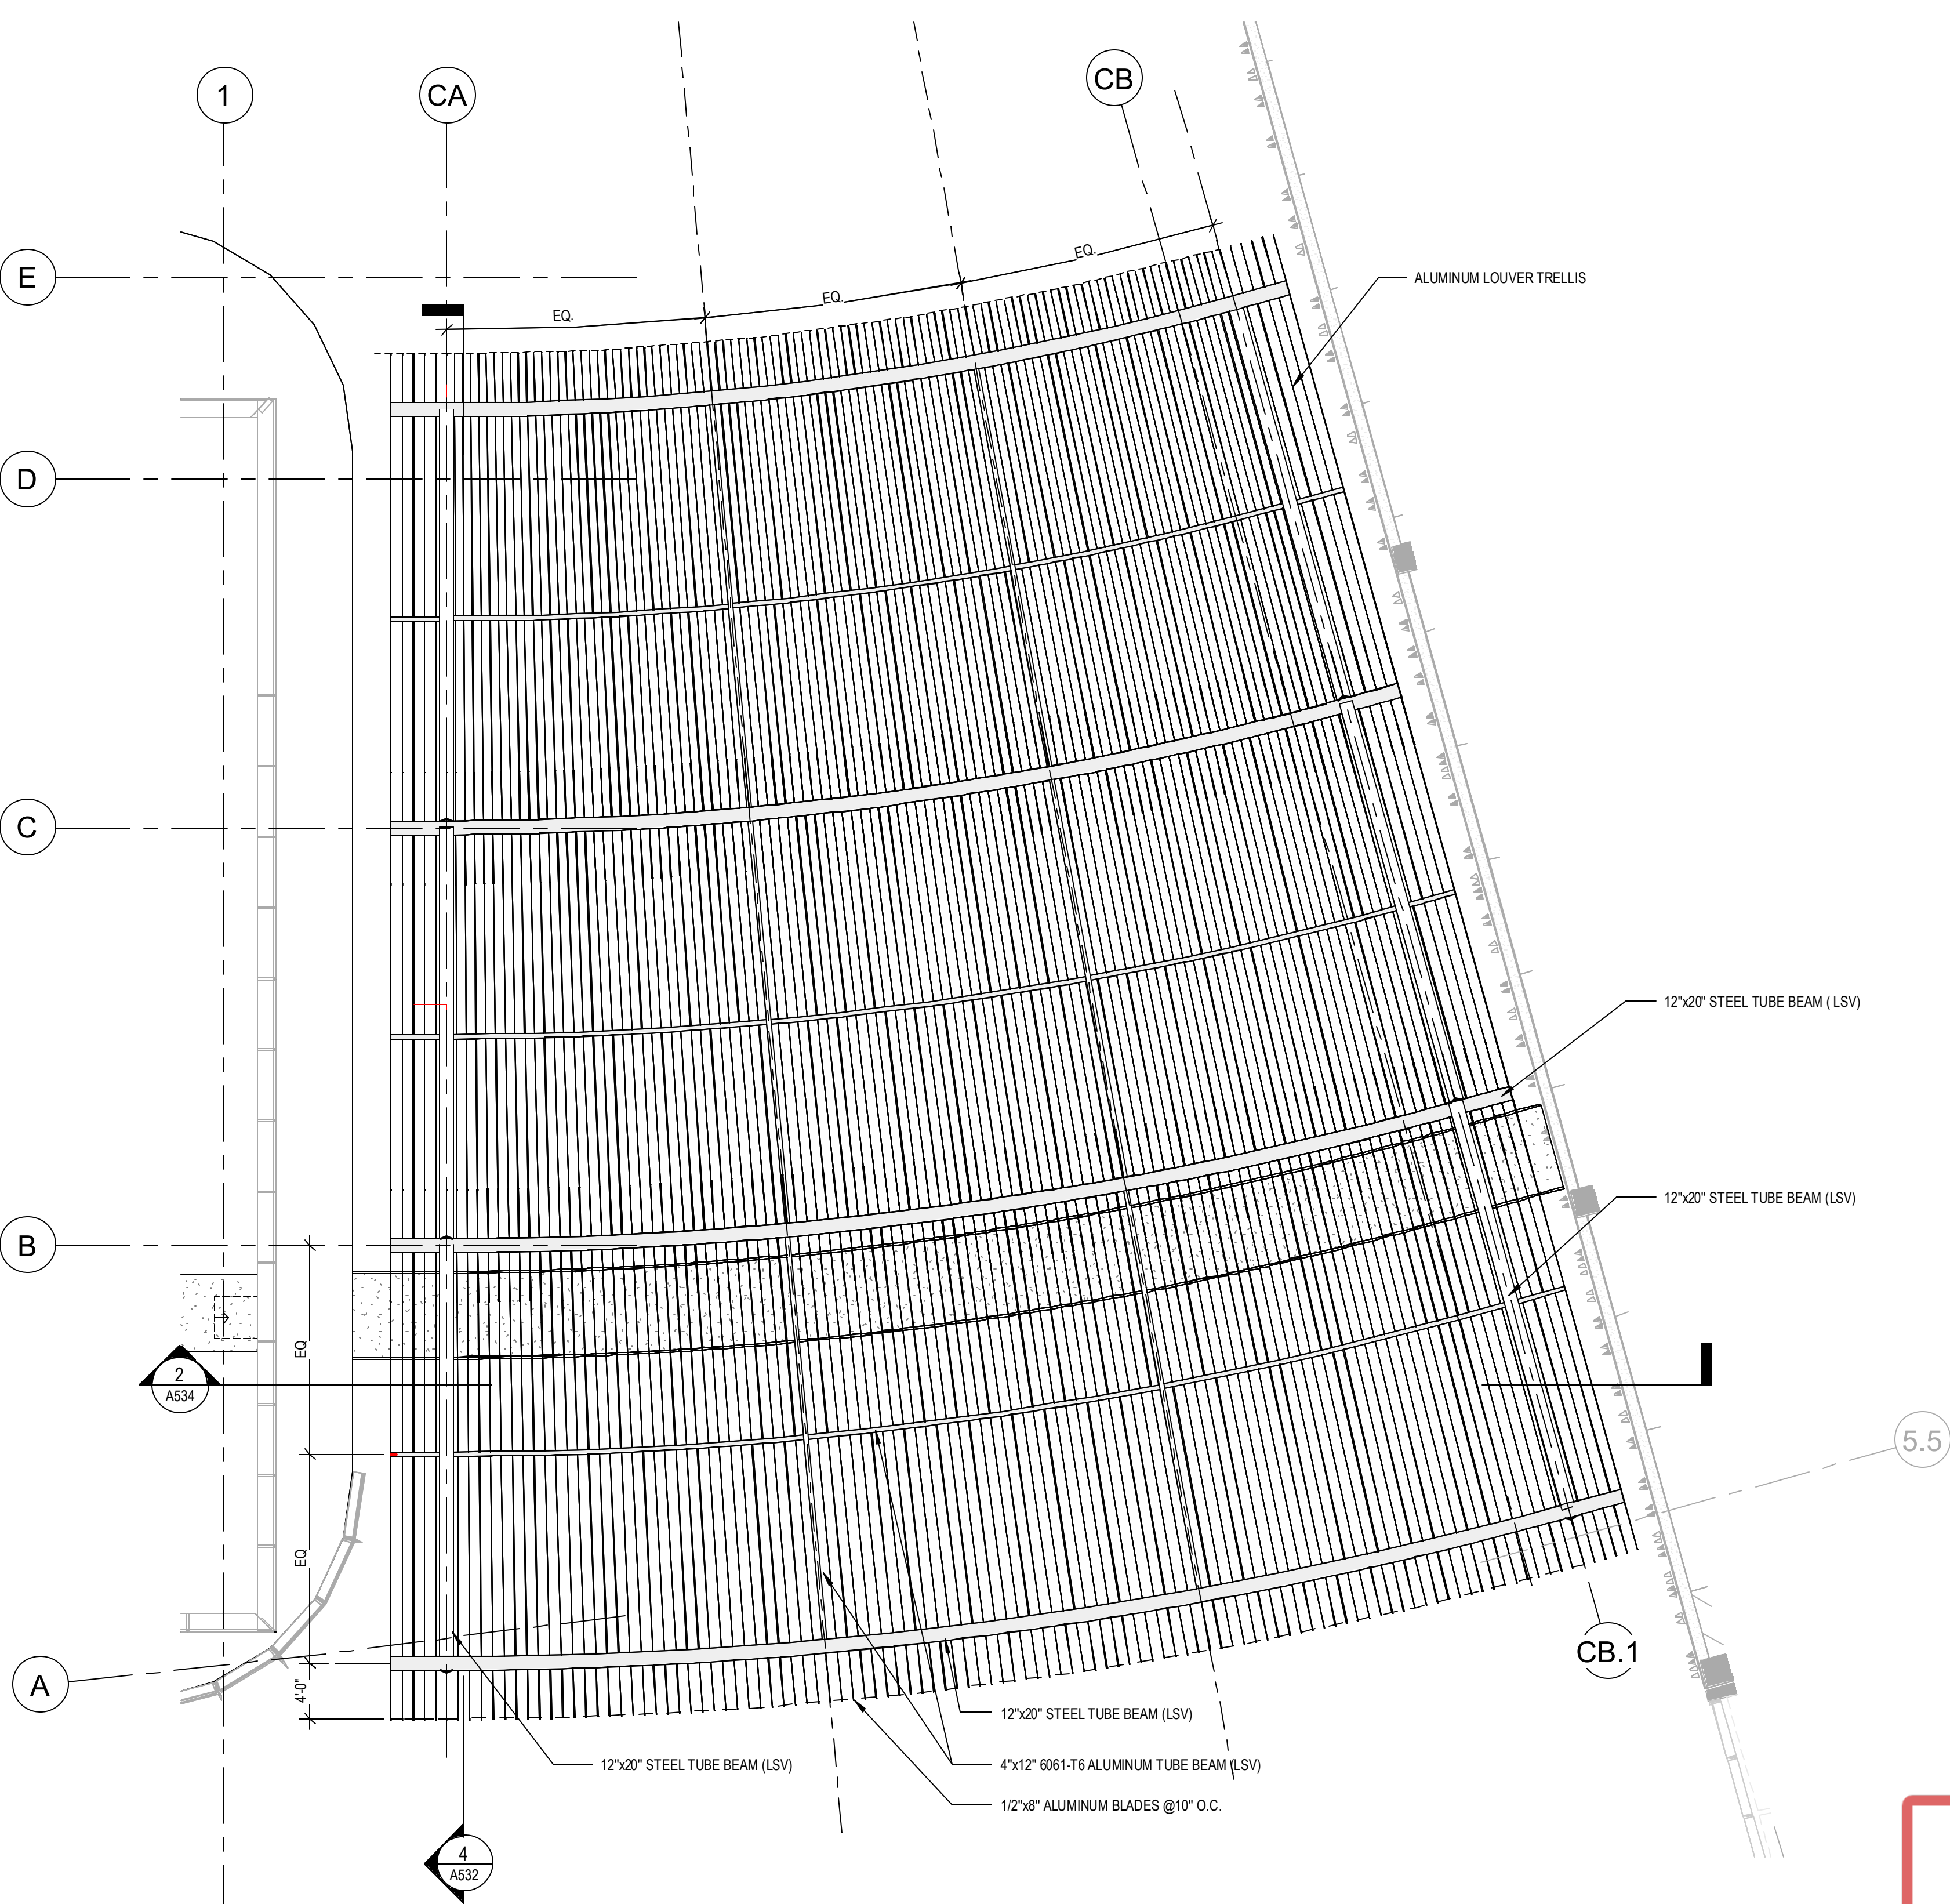 1
CA
CB
E
EQ.
EQ.
EQ.
ALUMINUM LOUVER TRELLIS
D
C
12"x20" STEEL TUBE BEAM ( LSV)
12"x20" STEEL TUBE BEAM (LSV)
B
EQ
2
A534
5.5
EQ
CB.1
A
4'-0"
12"x20" STEEL TUBE BEAM (LSV)
12"x20" STEEL TUBE BEAM (LSV)
4"x12" 6061-T6 ALUMINUM TUBE BEAM (LSV)
1/2"x8" ALUMINUM BLADES @10" O.C.
4
A532